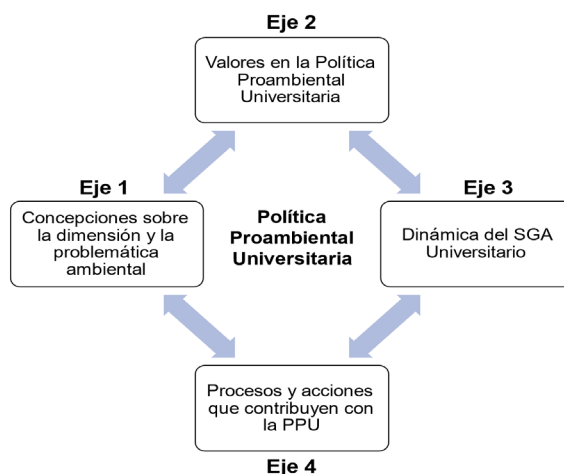 Eje 2
Valores en la Política
Proambiental
Universitaria
Eje 1
Concepciones sobre
la dimensión y la
problemática
ambiental
Política
Proambiental
Universitaria
Eje 3
Dinámica del SGA
Universitario
Procesos y acciones
que contribuyen con
la PPU
Eje 4